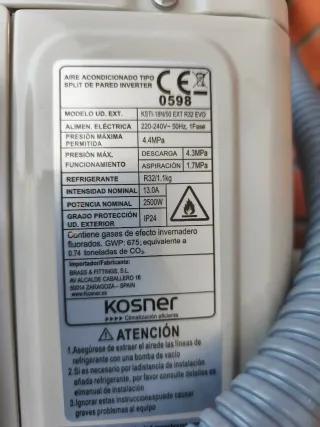 AIRE ACONDICIONADO TIPO
SPLIT DE PARED INVERTER
CE
0598
MODELO UD. EXT. KSTI-18N/50 EXT R32 EVO
ALIMEN. ELÉCTRICA 220-240V~ 50Hz, 1Fase
PRESIÓN MÁXIMA
PERMITIDA 4.4MPa
PRESIÓN MÁX. DESCARGA 4.3MPa
FUNCIONAMIENTO ASPIRACIÓN 1.7MPa
REFRIGERANTE R32/1.1kg
INTENSIDAD NOMINAL 13.0A
POTENCIA NOMINAL 2500W
GRADO PROTECCIÓN
UD. EXTERIOR IP24
Contiene gases de efecto invernadero
fluorados. GWP: 675; equivalente a
0.74 toneladas de CO₂.
Importador/Fabricante:
BRASS & FITTINGS, S.L.
AV ALCALDE CABALLERO 16
50014 ZARAGOZA – SPAIN
www.Kosner.es
KOSNER
Climatización eficiente
ATENCIÓN
1.Asegúrese de extraer el aire de las líneas de
refrigerante con una bomba de vacío
2.Si es necesario por la distancia de instalación
añadir refrigerante, por favor consulte detalles en
el manual de instalación
3.Ignorar estas instrucciones puede causar
graves problemas al equipo